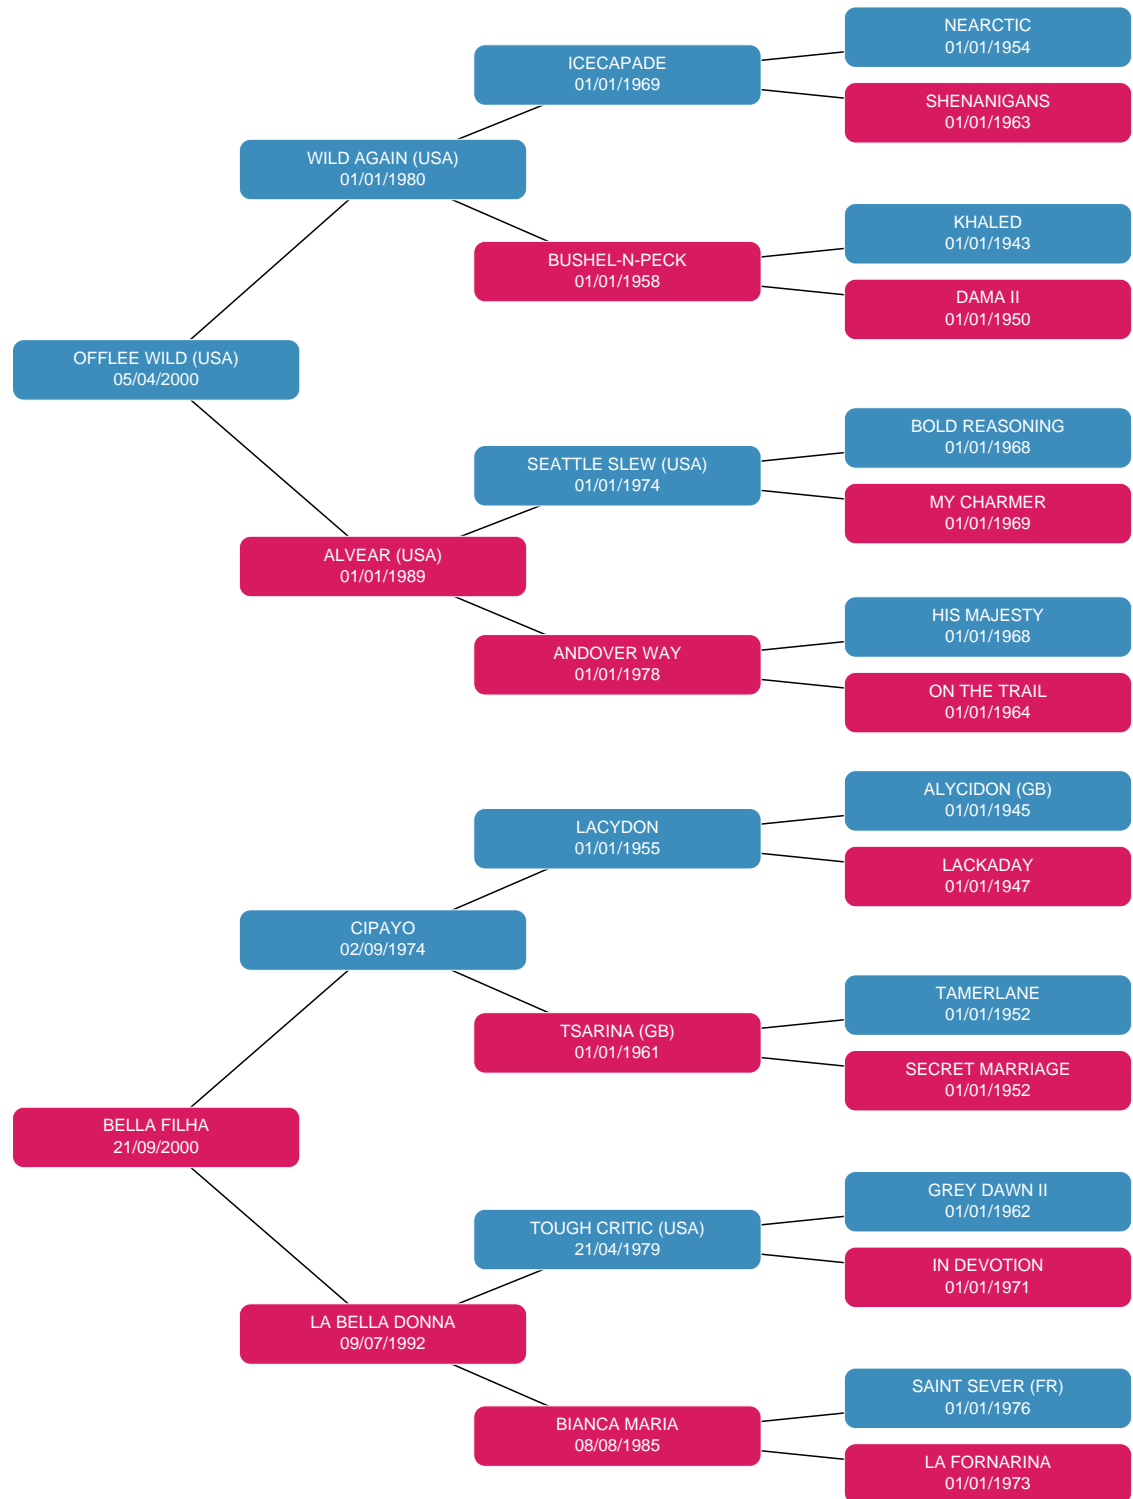 NEARCTIC
01/01/1954
ICECAPADE
01/01/1969
SHENANIGANS
01/01/1963
WILD AGAIN (USA)
01/01/1980
KHALED
01/01/1943
BUSHEL-N-PECK
01/01/1958
DAMA II
01/01/1950
OFFLEE WILD (USA)
05/04/2000
BOLD REASONING
01/01/1968
SEATTLE SLEW (USA)
01/01/1974
MY CHARMER
01/01/1969
ALVEAR (USA)
01/01/1989
HIS MAJESTY
01/01/1968
ANDOVER WAY
01/01/1978
ON THE TRAIL
01/01/1964
ALYCIDON (GB)
01/01/1945
LACYDON
01/01/1955
LACKADAY
01/01/1947
CIPAYO
02/09/1974
TAMERLANE
01/01/1952
TSARINA (GB)
01/01/1961
SECRET MARRIAGE
01/01/1952
BELLA FILHA
21/09/2000
GREY DAWN II
01/01/1962
TOUGH CRITIC (USA)
21/04/1979
IN DEVOTION
01/01/1971
LA BELLA DONNA
09/07/1992
SAINT SEVER (FR)
01/01/1976
BIANCA MARIA
08/08/1985
LA FORNARINA
01/01/1973